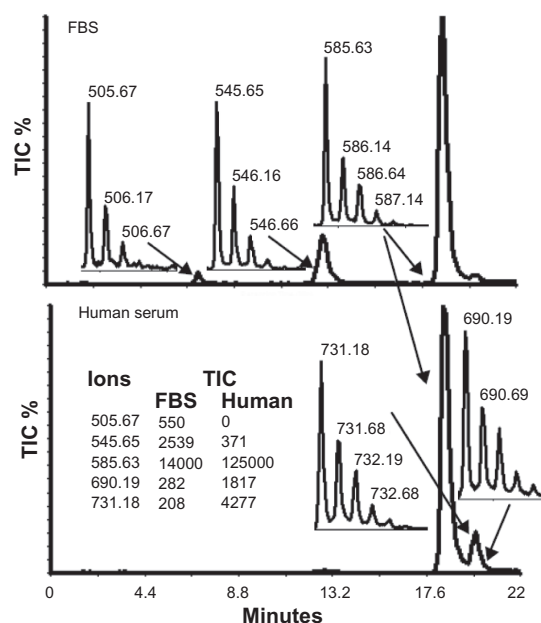 FBS
TIC %
505.67
506.17
506.67
545.65
546.16
546.66
585.63
586.14
586.64
587.14
Human serum
TIC %
Ions TIC
FBS Human
505.67 550 0
545.65 2539 371
585.63 14000 125000
690.19 282 1817
731.18 208 4277
731.18
731.68
732.19
732.68
690.19
690.69
0 4.4 8.8 13.2 17.6 22
Minutes